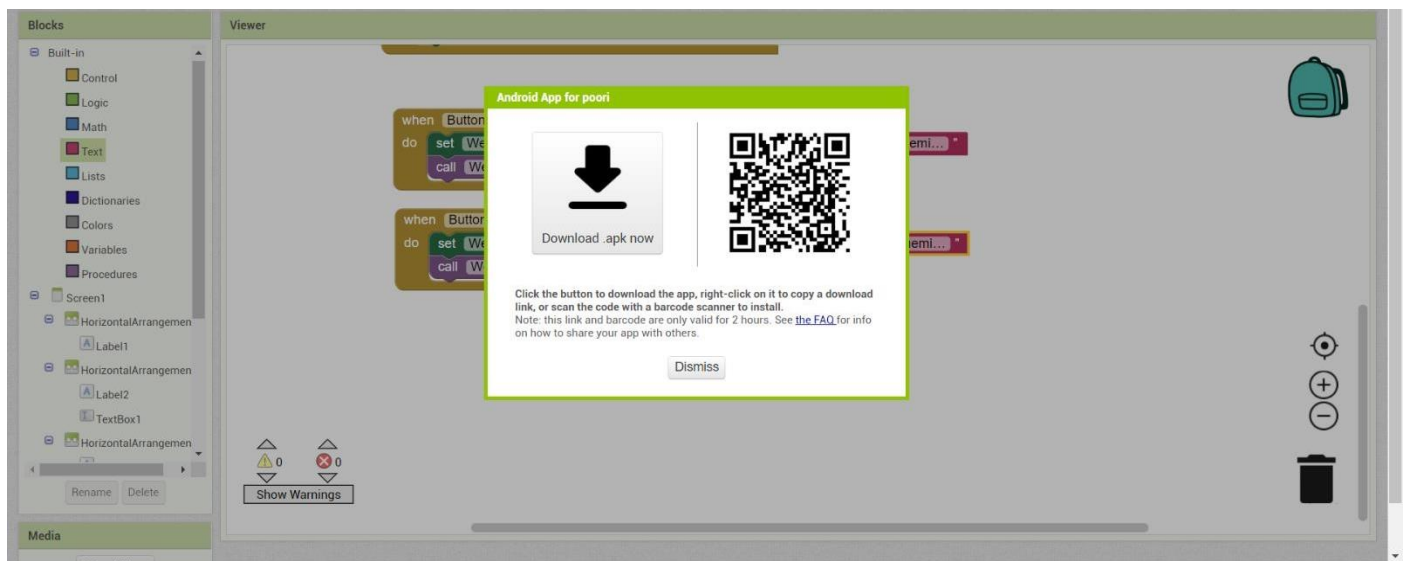 Blocks
Viewer
Built-in
Control
Logic
Math
Text
Lists
Dictionaries
Colors
Variables
Procedures
Screen1
HorizontalArrangemen
Label1
HorizontalArrangemen
Label2
TextBox1
HorizontalArrangemen
Rename Delete
Media
when Button
do set We
call We
emi... "
when Button
do set We
call W
emi... "
0 0
Show Warnings
Android App for poori
Download .apk now
Click the button to download the app, right-click on it to copy a download
link, or scan the code with a barcode scanner to install.
Note: this link and barcode are only valid for 2 hours. See the FAQ for info
on how to share your app with others.
Dismiss